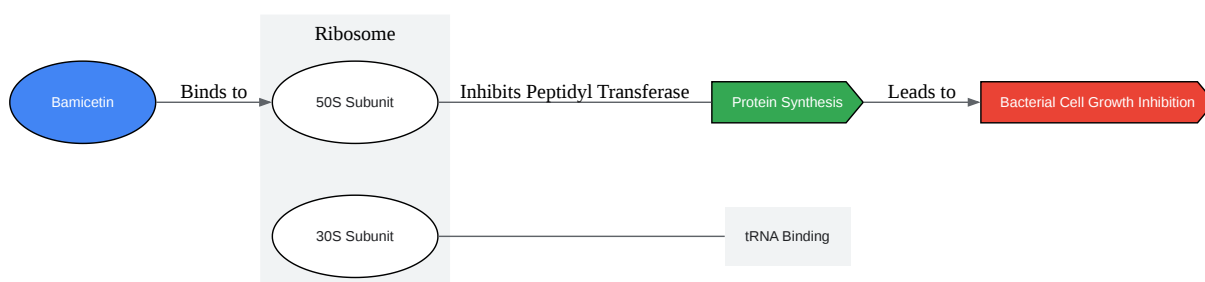 Ribosome
Bamicetin
Binds to
50S Subunit
Inhibits Peptidyl Transferase
Protein Synthesis
Leads to
Bacterial Cell Growth Inhibition
30S Subunit
tRNA Binding